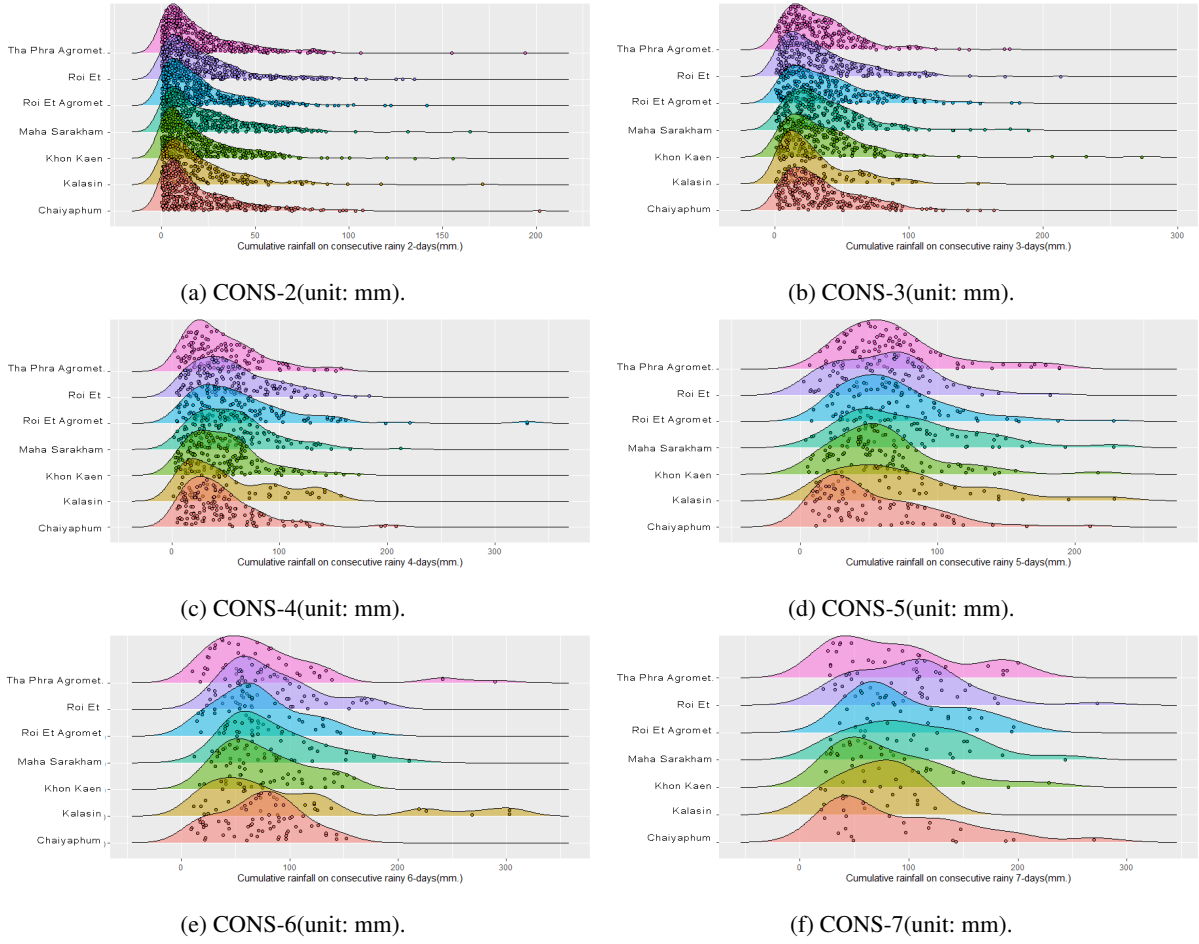 Tha Phra Agromet.
Roi Et
Roi Et Agromet
Maha Sarakham
Khon Kaen
Kalasin
Chaiyaphum
0 50 100 150 200
Cumulative rainfall on consecutive rainy 2-days(mm.)
(a) CONS-2(unit: mm).
Tha Phra Agromet.
Roi Et
Roi Et Agromet
Maha Sarakham
Khon Kaen
Kalasin
Chaiyaphum
0 100 200 300
Cumulative rainfall on consecutive rainy 3-days(mm.)
(b) CONS-3(unit: mm).
Tha Phra Agromet.
Roi Et
Roi Et Agromet
Maha Sarakham
Khon Kaen
Kalasin
Chaiyaphum
0 100 200 300
Cumulative rainfall on consecutive rainy 4-days(mm.)
(c) CONS-4(unit: mm).
Tha Phra Agromet.
Roi Et
Roi Et Agromet
Maha Sarakham
Khon Kaen
Kalasin
Chaiyaphum
0 100 200
Cumulative rainfall on consecutive rainy 5-days(mm.)
(d) CONS-5(unit: mm).
Tha Phra Agromet.
Roi Et
Roi Et Agromet
Maha Sarakham
Khon Kaen
Kalasin )
Chaiyaphum )
0 100 200 300
Cumulative rainfall on consecutive rainy 6-days(mm.)
(e) CONS-6(unit: mm).
Tha Phra Agromet.
Roi Et
Roi Et Agromet
Maha Sarakham
Khon Kaen
Kalasin
Chaiyaphum
0 100 200 300
Cumulative rainfall on consecutive rainy 7-days(mm.)
(f) CONS-7(unit: mm).